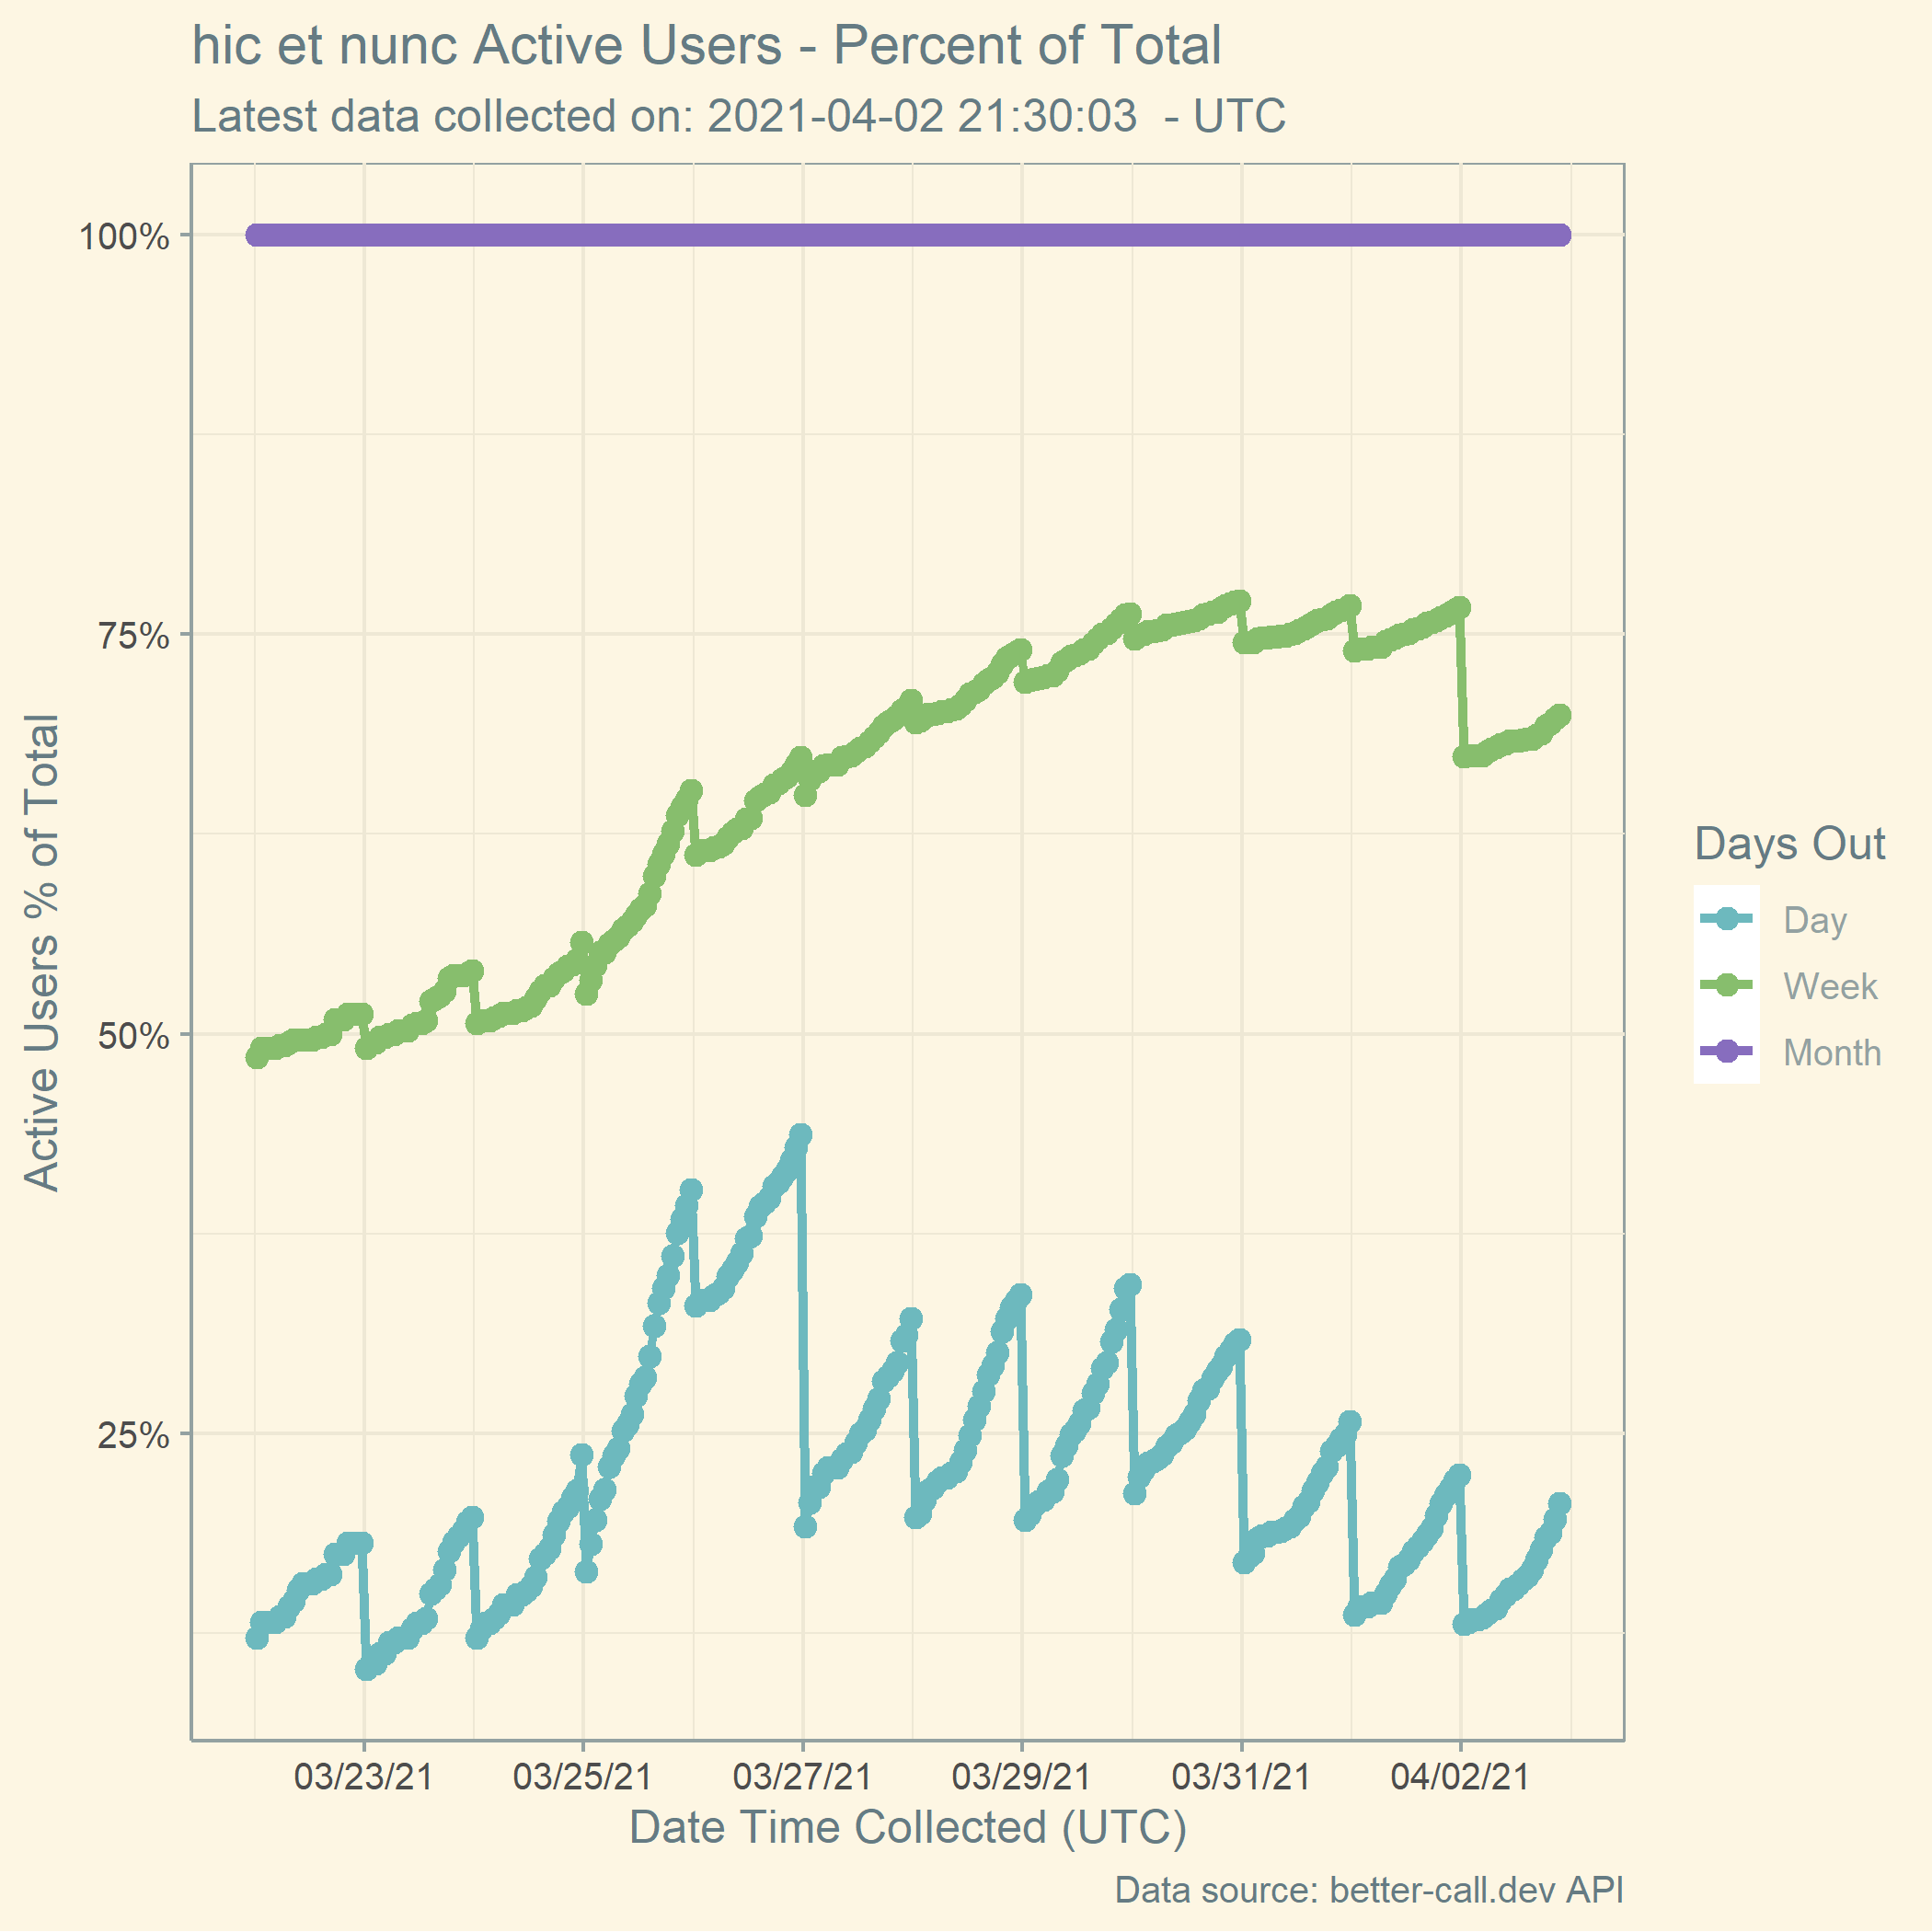 hic et nunc Active Users - Percent of Total
Latest data collected on: 2021-04-02 21:30:03  - UTC
Active Users % of Total
100%
75%
50%
25%
03/23/21
03/25/21
03/27/21
03/29/21
03/31/21
04/02/21
Date Time Collected (UTC)
Days Out
Day
Week
Month
Data source: better-call.dev API